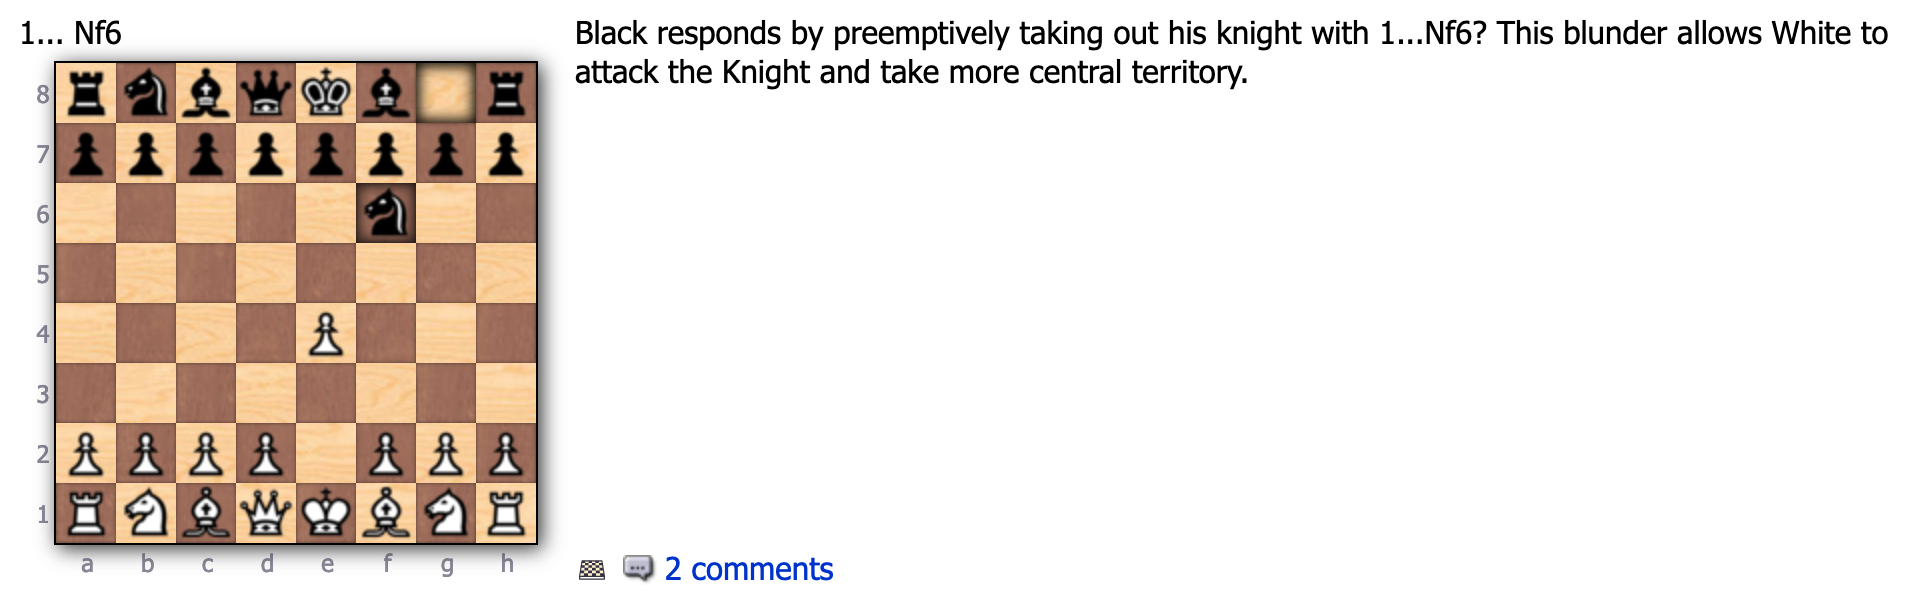 1... Nf6
Black responds by preemptively taking out his knight with 1...Nf6? This blunder allows White to
attack the Knight and take more central territory.
8
7
6
5
4
3
2
1
a b c d e f g h
2 comments